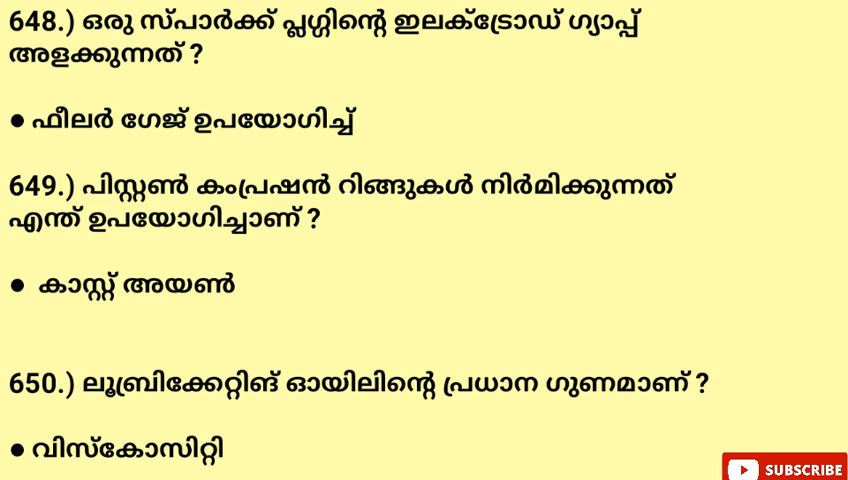 648.) ഒരു സ്പാർക്ക് പ്ലഗ്ഗിന്റെ ഇലക്ട്രോഡ് ഗ്യാപ്പ്
അളക്കുന്നത് ?
● ഫീലർ ഗേജ് ഉപയോഗിച്ച്
649.) പിസ്റ്റൺ കംപ്രഷൻ റിങ്ങുകൾ നിർമിക്കുന്നത്
എന്ത് ഉപയോഗിച്ചാണ് ?
● കാസ്റ്റ് അയൺ
650.) ലൂബ്രിക്കേറ്റിങ് ഓയിലിന്റെ പ്രധാന ഗുണമാണ് ?
● വിസ്കോസിറ്റി
SUBSCRIBE